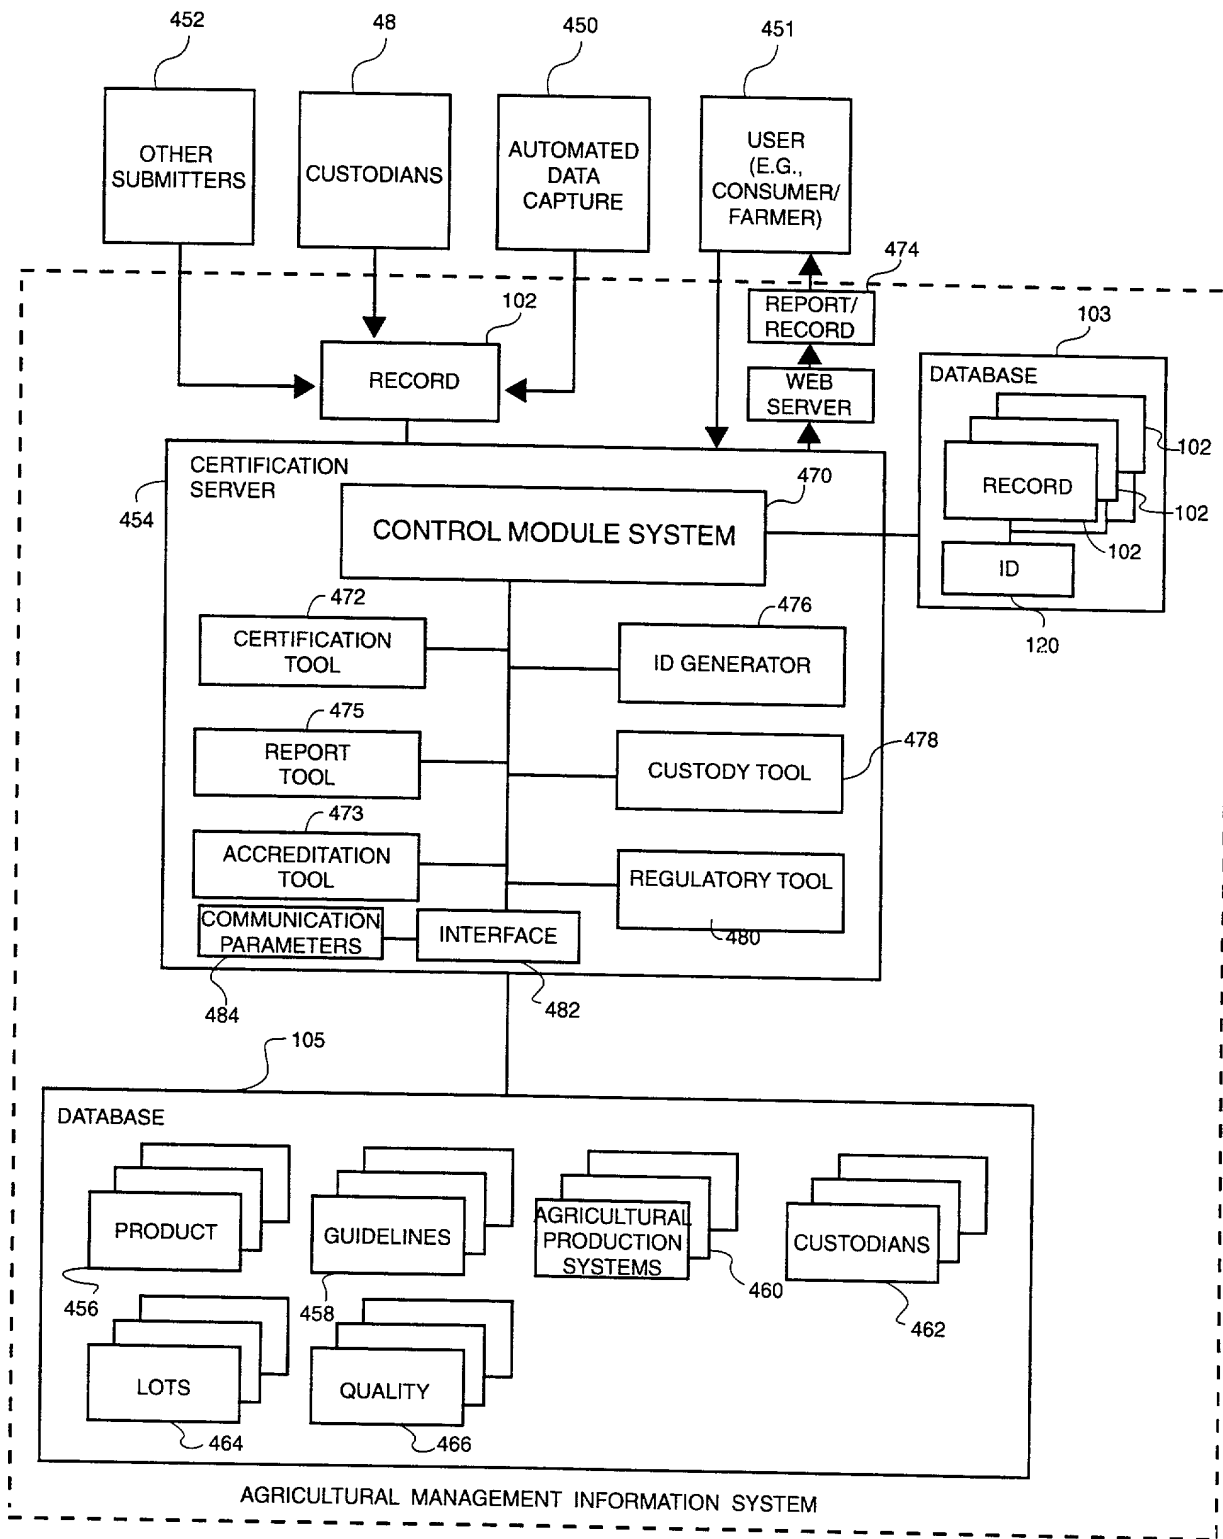 452
48
450
451
OTHER
SUBMITTERS
CUSTODIANS
AUTOMATED
DATA
CAPTURE
USER
(E.G.,
CONSUMER/
FARMER)
474
REPORT/
RECORD
102
RECORD
WEB
SERVER
103
DATABASE
102
RECORD
102
102
ID
120
CERTIFICATION
SERVER
454
470
CONTROL MODULE SYSTEM
472
CERTIFICATION
TOOL
476
ID GENERATOR
475
REPORT
TOOL
478
CUSTODY TOOL
473
ACCREDITATION
TOOL
REGULATORY TOOL
480
COMMUNICATION
PARAMETERS
INTERFACE
484
482
105
DATABASE
PRODUCT
GUIDELINES
AGRICULTURAL
PRODUCTION
SYSTEMS
CUSTODIANS
456
458
460
462
LOTS
QUALITY
464
466
AGRICULTURAL MANAGEMENT INFORMATION SYSTEM